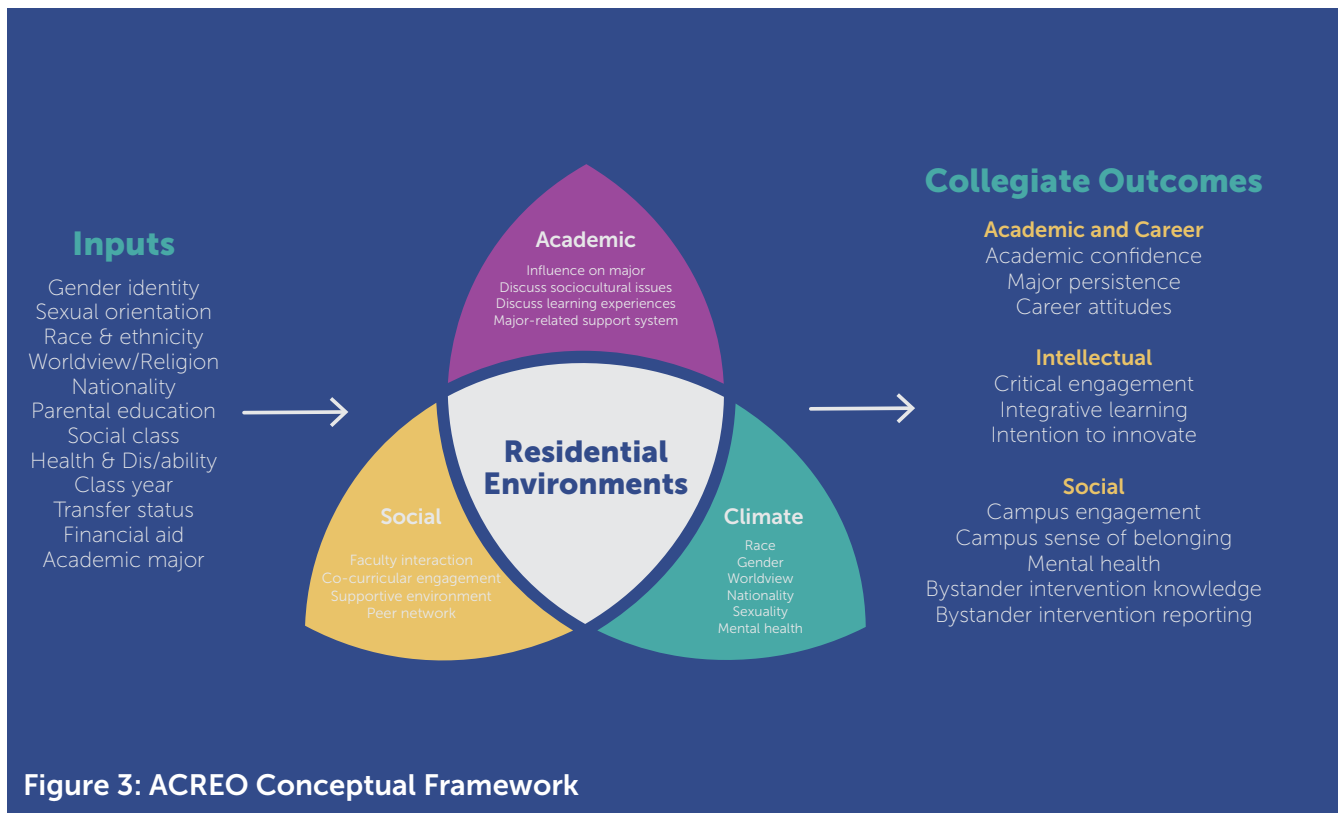 Inputs
Gender identity
Sexual orientation
Race & ethnicity
Worldview/Religion
Nationality
Parental education
Social class
Health & Dis/ability
Class year
Transfer status
Financial aid
Academic major
Academic
Influence on major
Discuss sociocultural issues
Discuss learning experiences
Major-related support system
Residential
Environments
Social
Faculty interaction
Co-curricular engagement
Supportive environment
Peer network
Climate
Race
Gender
Worldview
Nationality
Sexuality
Mental health
Collegiate Outcomes
Academic and Career
Academic confidence
Major persistence
Career attitudes
Intellectual
Critical engagement
Integrative learning
Intention to innovate
Social
Campus engagement
Campus sense of belonging
Mental health
Bystander intervention knowledge
Bystander intervention reporting
Figure 3: ACREO Conceptual Framework